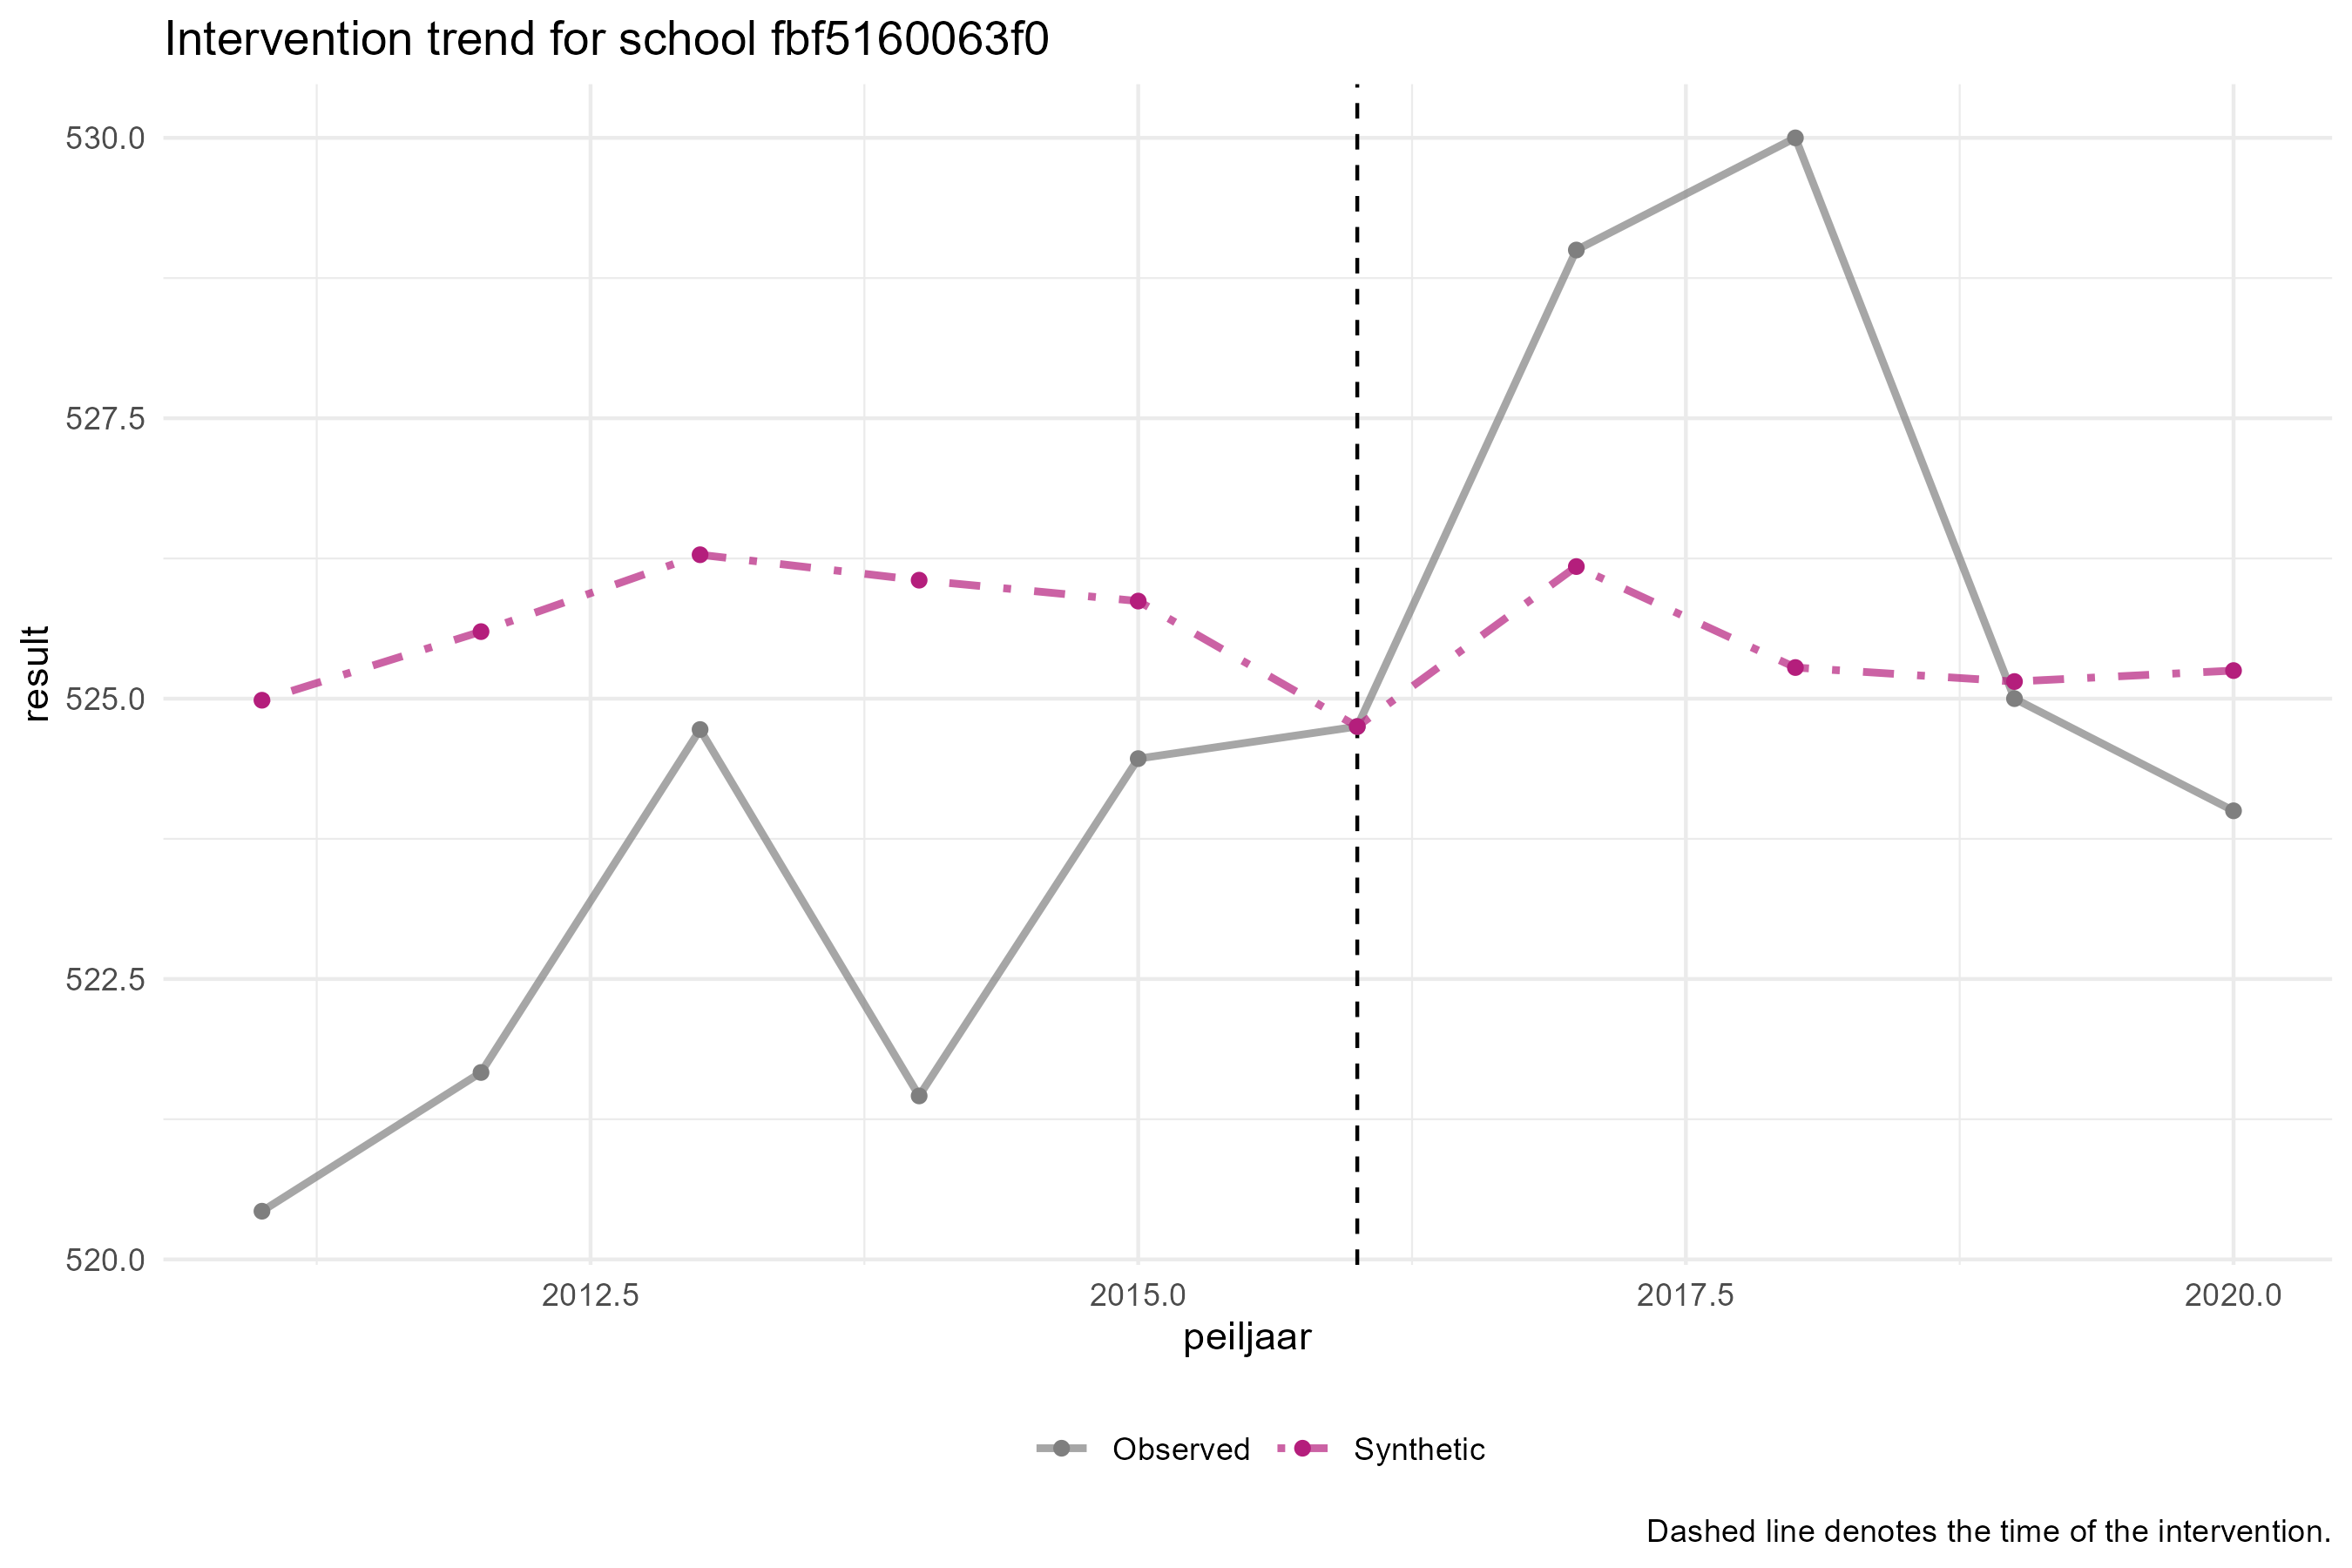 Intervention trend for school fbf5160063f0
530.0
527.5
525.0
522.5
520.0
result
2012.5 2015.0 2017.5 2020.0
peiljaar
Observed Synthetic
Dashed line denotes the time of the intervention.